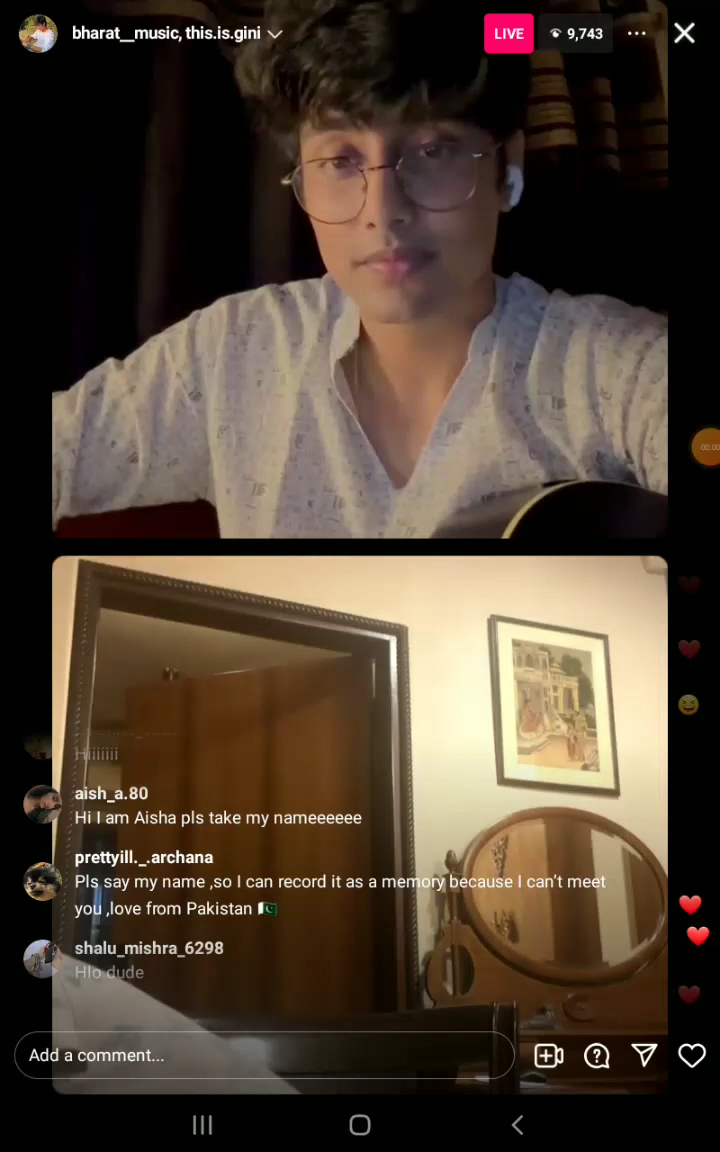 bharat__music, this.is.gini
LIVE
9,743
00:00
Hiiiiiii
aish_a.80
Hi I am Aisha pls take my nameeeeee
prettyill._.archana
Pls say my name ,so I can record it as a memory because I can't meet
you ,love from Pakistan 🇵🇰
shalu_mishra_6298
Hlo dude
Add a comment...